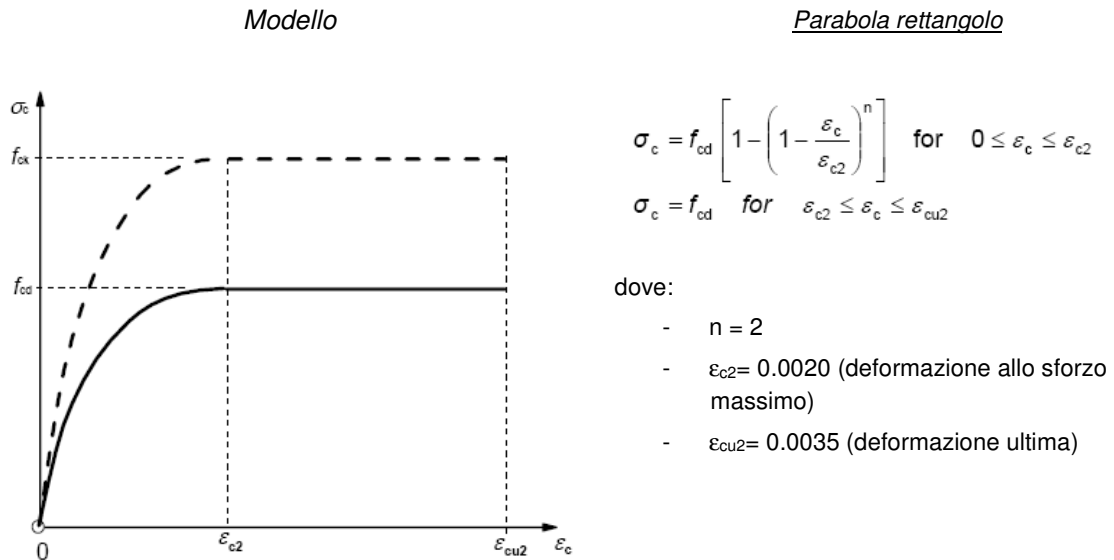 Modello
Parabola rettangolo
σc
fck
fcd
0
εc2
εcu2
εc
σc = fcd [1 − (1 − εc/εc2)^n] for 0 ≤ εc ≤ εc2
σc = fcd for εc2 ≤ εc ≤ εcu2
dove:
- n = 2
- εc2= 0.0020 (deformazione allo sforzo
massimo)
- εcu2= 0.0035 (deformazione ultima)